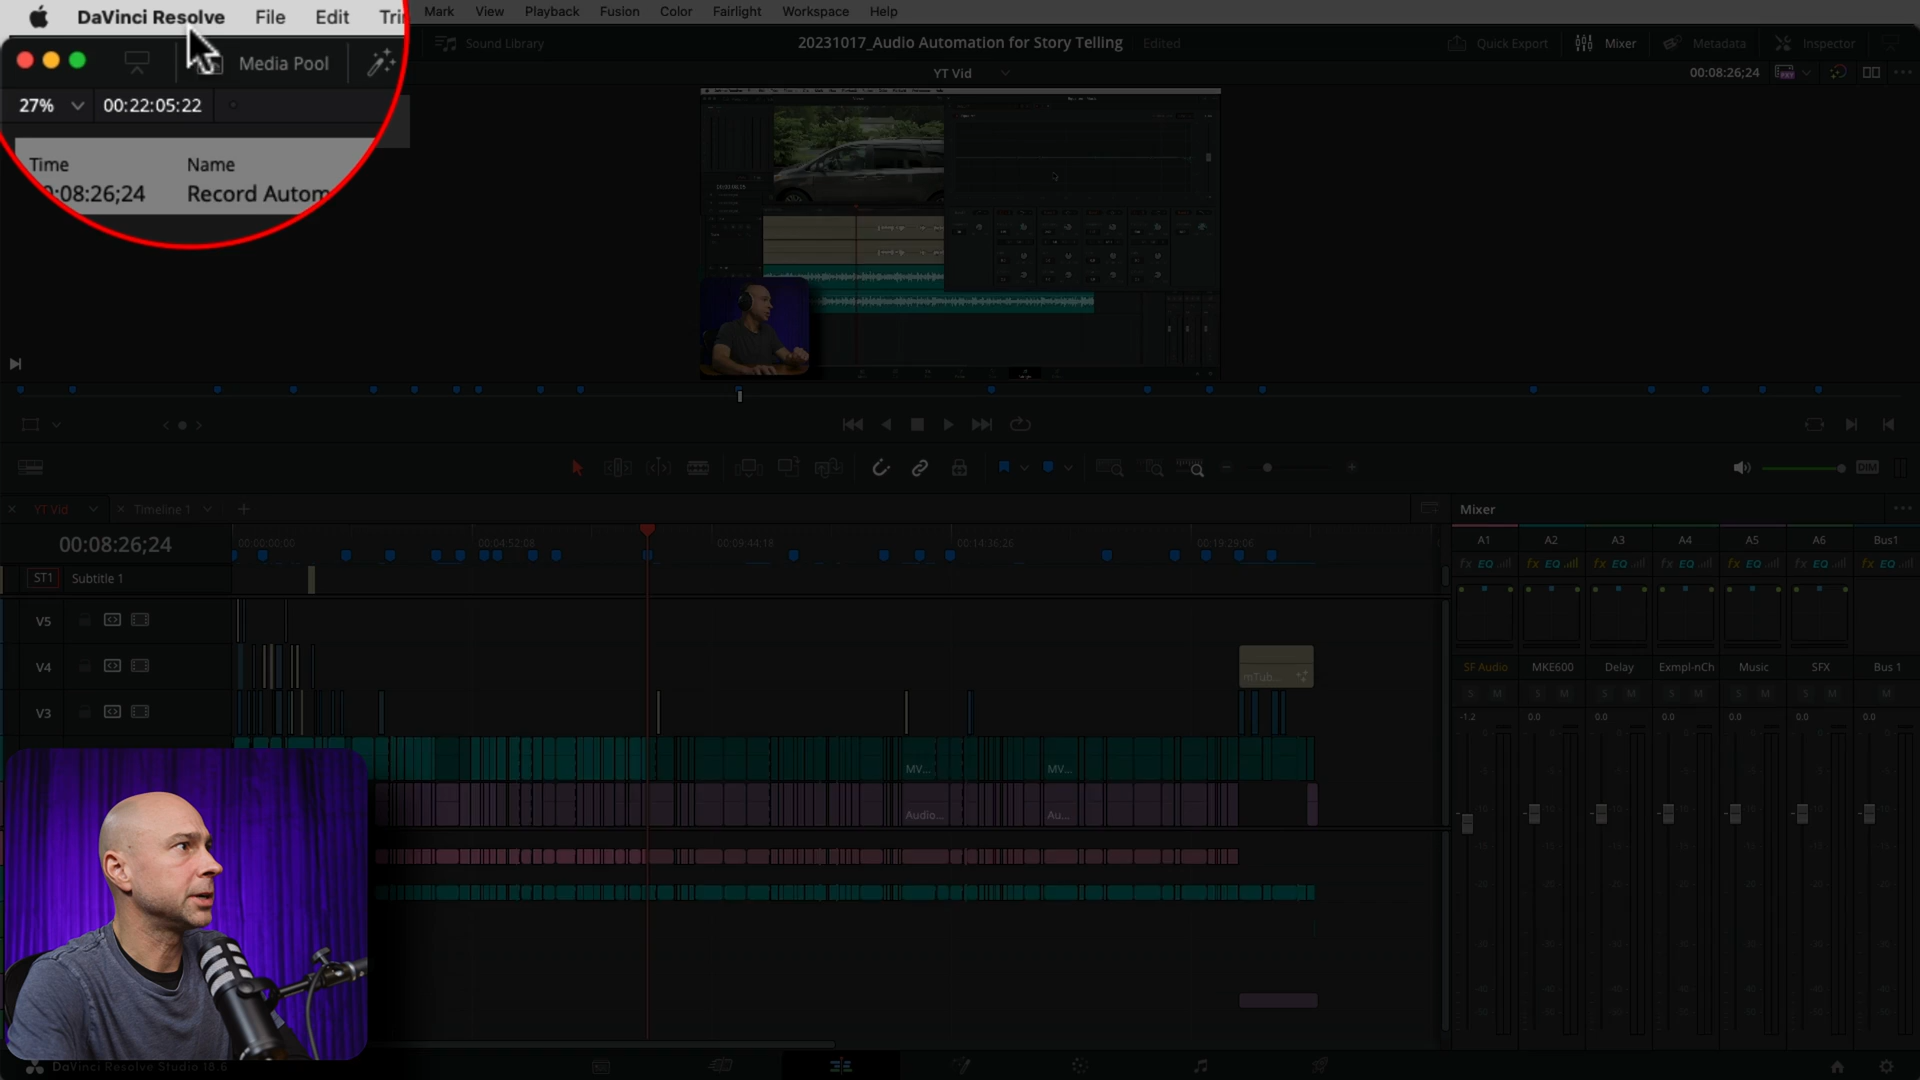 DaVinci Resolve File Edit
Mark View Playback Fusion Color Fairlight Workspace Help
Media Pool
Sound Library
20231017_Audio Automation for Story Telling Edited
Quick Export Mixer Metadata Inspector
27% 00:22:05:22
YT Vid
00:08:26;24
Time Name
:08:26;24 Record Autom
DIM
YT Vid Timeline 1
Mixer
00:08:26;24
00:00:00;00 00:04:52;08 00:09:44;18 00:14:36;26 00:19:29;06
A1 A2 A3 A4 A5 A6 Bus1
fx EQ fx EQ fx EQ fx EQ fx EQ fx EQ fx EQ
ST1 Subtitle 1
V5
V4
mTub...
SF Audio MKE600 Delay Exmpl-nCh Music SFX Bus 1
S M S M S M S M S M S M M
V3
-1.2 0.0 0.0 0.0 0.0 0.0 0.0
MV... MV...
Audio... Au...
DaVinci Resolve Studio 18.6